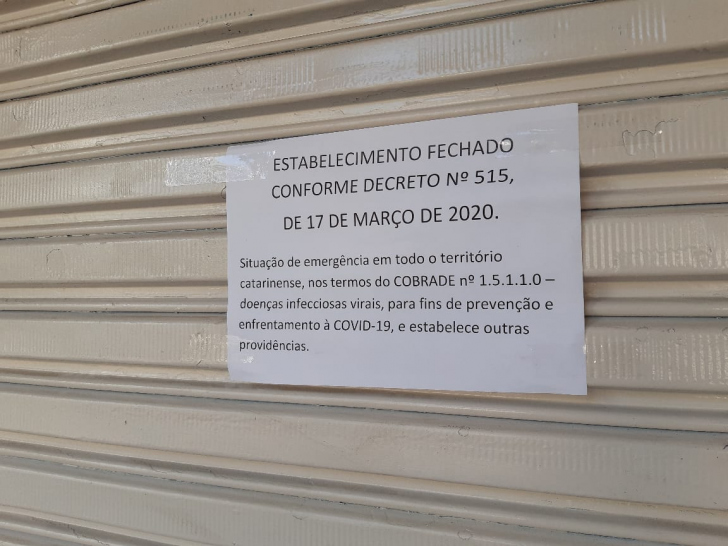 ESTABELECIMENTO FECHADO
CONFORME DECRETO Nº 515,
DE 17 DE MARÇO DE 2020.
Situação de emergência em todo o território
catarinense, nos termos do COBRADE nº 1.5.1.1.0 –
doenças infecciosas virais, para fins de prevenção e
enfrentamento à COVID-19, e estabelece outras
providências.